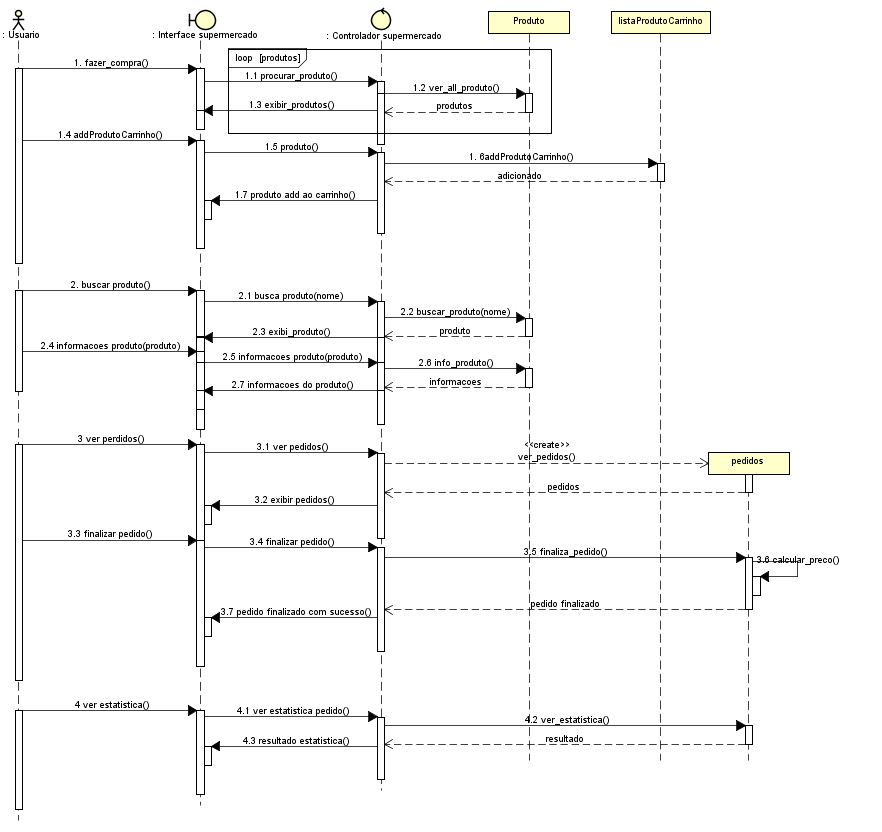 : Usuario
: Interface supermercado
: Controlador supermercado
Produto
listaProdutoCarrinho
loop [produtos]
1. fazer_compra()
1.1 procurar_produto()
1.2 ver_all_produto()
1.3 exibir_produtos()
produtos
1.4 addProdutoCarrinho()
1.5 produto()
1. 6addProdutoCarrinho()
adicionado
1.7 produto add ao carrinho()
2. buscar produto()
2.1 busca produto(nome)
2.2 buscar_produto(nome)
2.3 exibi_produto()
produto
2.4 informacoes produto(produto)
2.5 informacoes produto(produto)
2.6 info_produto()
2.7 informacoes do produto()
informacoes
3 ver perdidos()
3.1 ver pedidos()
<<create>>
ver_pedidos()
pedidos
pedidos
3.2 exibir pedidos()
3.3 finalizar pedido()
3.4 finalizar pedido()
3.5 finaliza_pedido()
3.6 calcular_preco()
pedido finalizado
3.7 pedido finalizado com sucesso()
4 ver estatistica()
4.1 ver estatistica pedido()
4.2 ver_estatistica()
4.3 resultado estatistica()
resultado